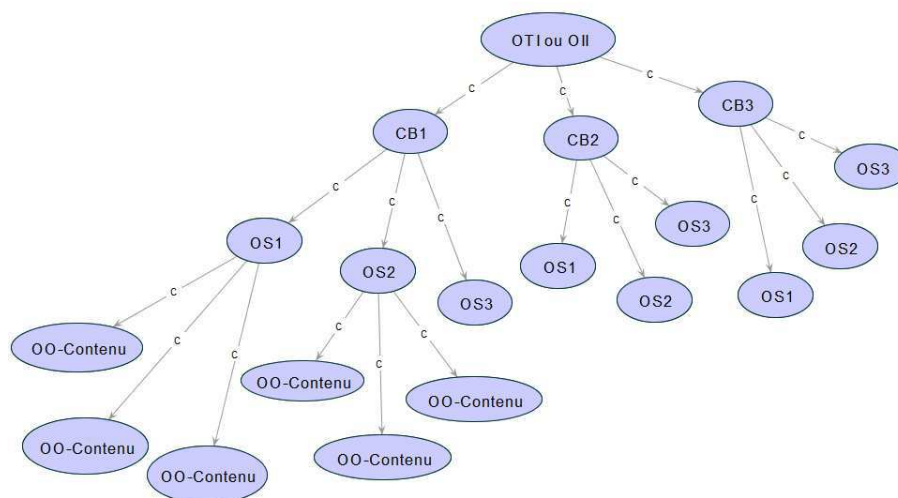 OTI ou OII
c
c
c
CB1
CB2
CB3
c
c
c
c
c
c
c
c
c
OS1
OS2
OS3
OS1
OS2
OS3
OS1
OS2
OS3
c
c
c
c
c
c
OO-Contenu
OO-Contenu
OO-Contenu
OO-Contenu
OO-Contenu
OO-Contenu